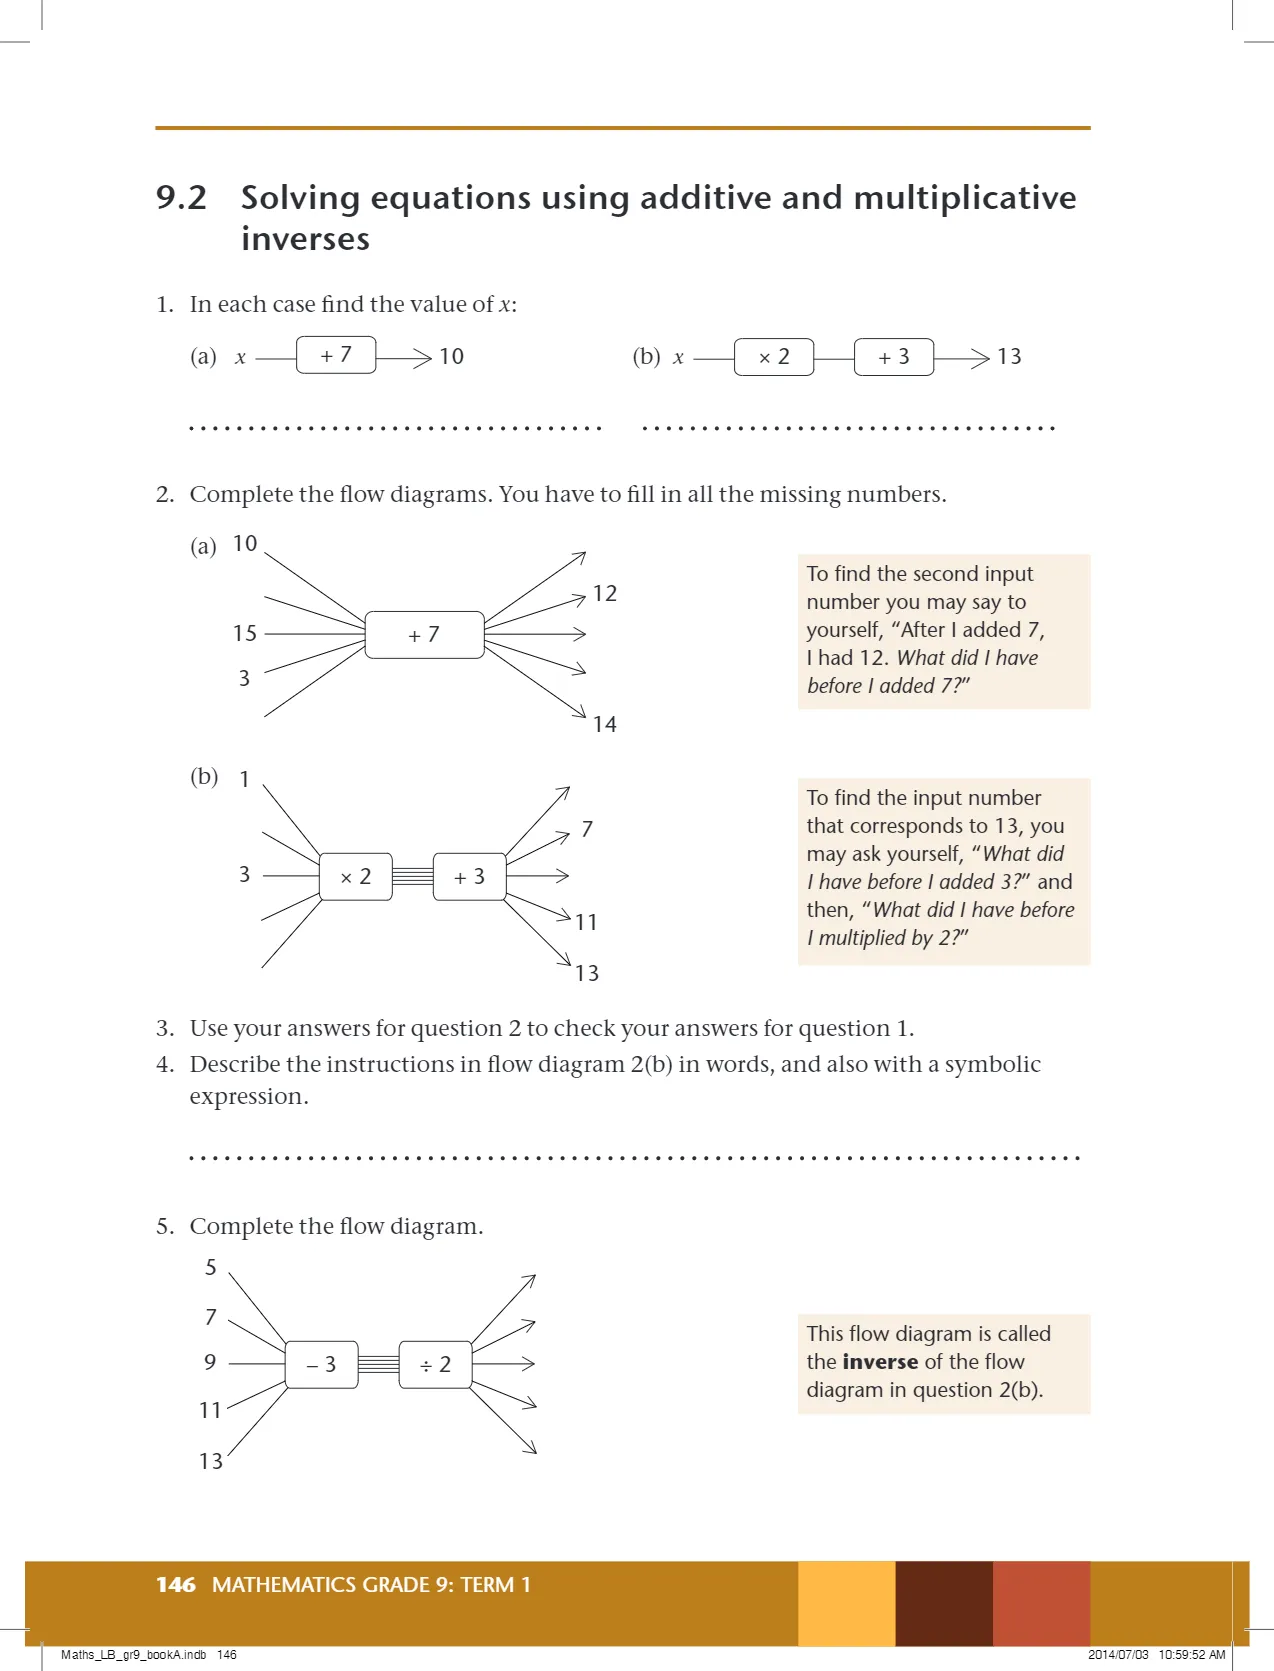 9.2 Solving equations using additive and multiplicative
inverses
1. In each case find the value of x:
(a) x + 7 10
(b) x × 2 + 3 13
2. Complete the flow diagrams. You have to fill in all the missing numbers.
(a) 10
12
15
+ 7
3
14
To find the second input
number you may say to
yourself, “After I added 7,
I had 12. What did I have
before I added 7?”
(b) 1
7
3
× 2 + 3
11
13
To find the input number
that corresponds to 13, you
may ask yourself, “What did
I have before I added 3?” and
then, “What did I have before
I multiplied by 2?”
3. Use your answers for question 2 to check your answers for question 1.
4. Describe the instructions in flow diagram 2(b) in words, and also with a symbolic
expression.
5. Complete the flow diagram.
5
7
9
– 3 ÷ 2
11
13
This flow diagram is called
the inverse of the flow
diagram in question 2(b).
146 MATHEMATICS GRADE 9: TERM 1
Maths_LB_gr9_bookA.indb 146
2014/07/03 10:59:52 AM